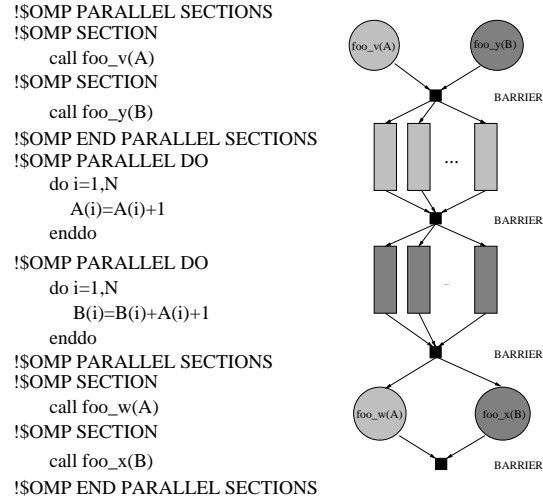 !$OMP PARALLEL SECTIONS
!$OMP SECTION
call foo_v(A)
!$OMP SECTION
call foo_y(B)
!$OMP END PARALLEL SECTIONS
!$OMP PARALLEL DO
do i=1,N
A(i)=A(i)+1
enddo
!$OMP PARALLEL DO
do i=1,N
B(i)=B(i)+A(i)+1
enddo
!$OMP PARALLEL SECTIONS
!$OMP SECTION
call foo_w(A)
!$OMP SECTION
call foo_x(B)
!$OMP END PARALLEL SECTIONS
foo_v(A)
foo_y(B)
BARRIER
...
BARRIER
...
BARRIER
foo_w(A)
foo_x(B)
BARRIER